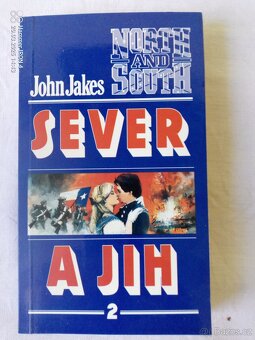 John Jakes
NORTH
AND
SOUTH
SEVER
A JIH
2